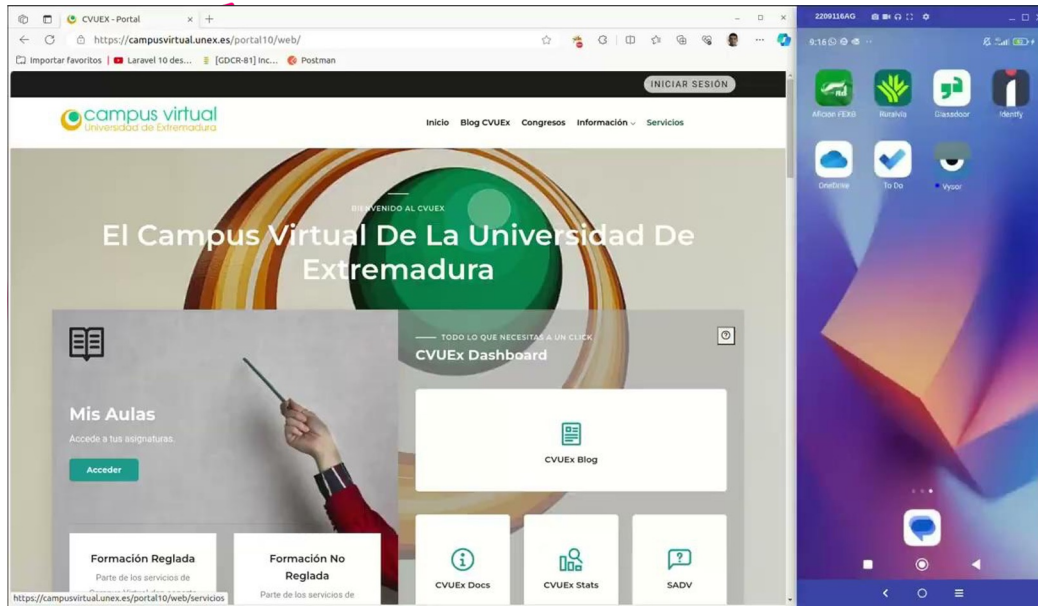 CVUEX - Portal
https://campusvirtual.unex.es/portal10/web/
Importar favoritos
Laravel 10 des...
[GDCR-81] Inc...
Postman
INICIAR SESIÓN
campus virtual
Universidad de Extremadura
Inicio Blog CVUEx Congresos Información Servicios
BIENVENIDO AL CVUEX
El Campus Virtual De La Universidad De
Extremadura
Mis Aulas
Accede a tus asignaturas.
Acceder
Formación Reglada
Parte de los servicios de
Formación No
Reglada
Parte de los servicios de
TODO LO QUE NECESITAS A UN CLICK
CVUEx Dashboard
CVUEx Blog
CVUEx Docs
CVUEx Stats
SADV
https://campusvirtual.unex.es/portal10/web/servicios
2209116AG
9:16
Afición FEXB
Ruralvía
Glassdoor
Identfy
OneDrive
To Do
Vysor